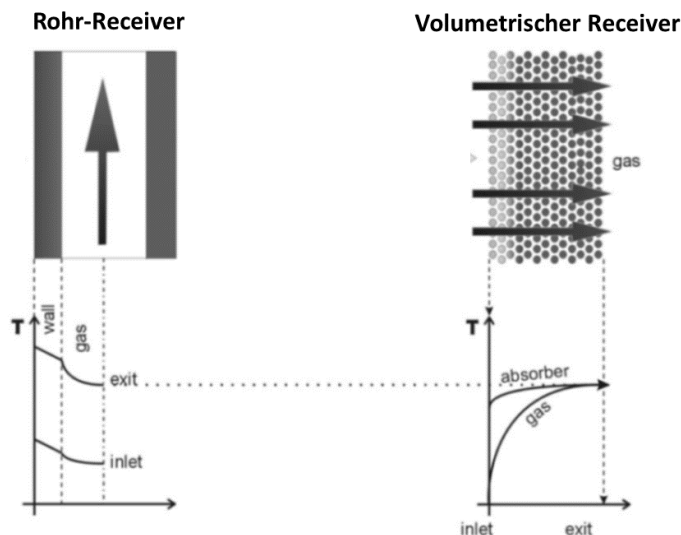 Rohr-Receiver
Volumetrischer Receiver
gas
T
wall
gas
exit
inlet
T
absorber
gas
inlet
exit